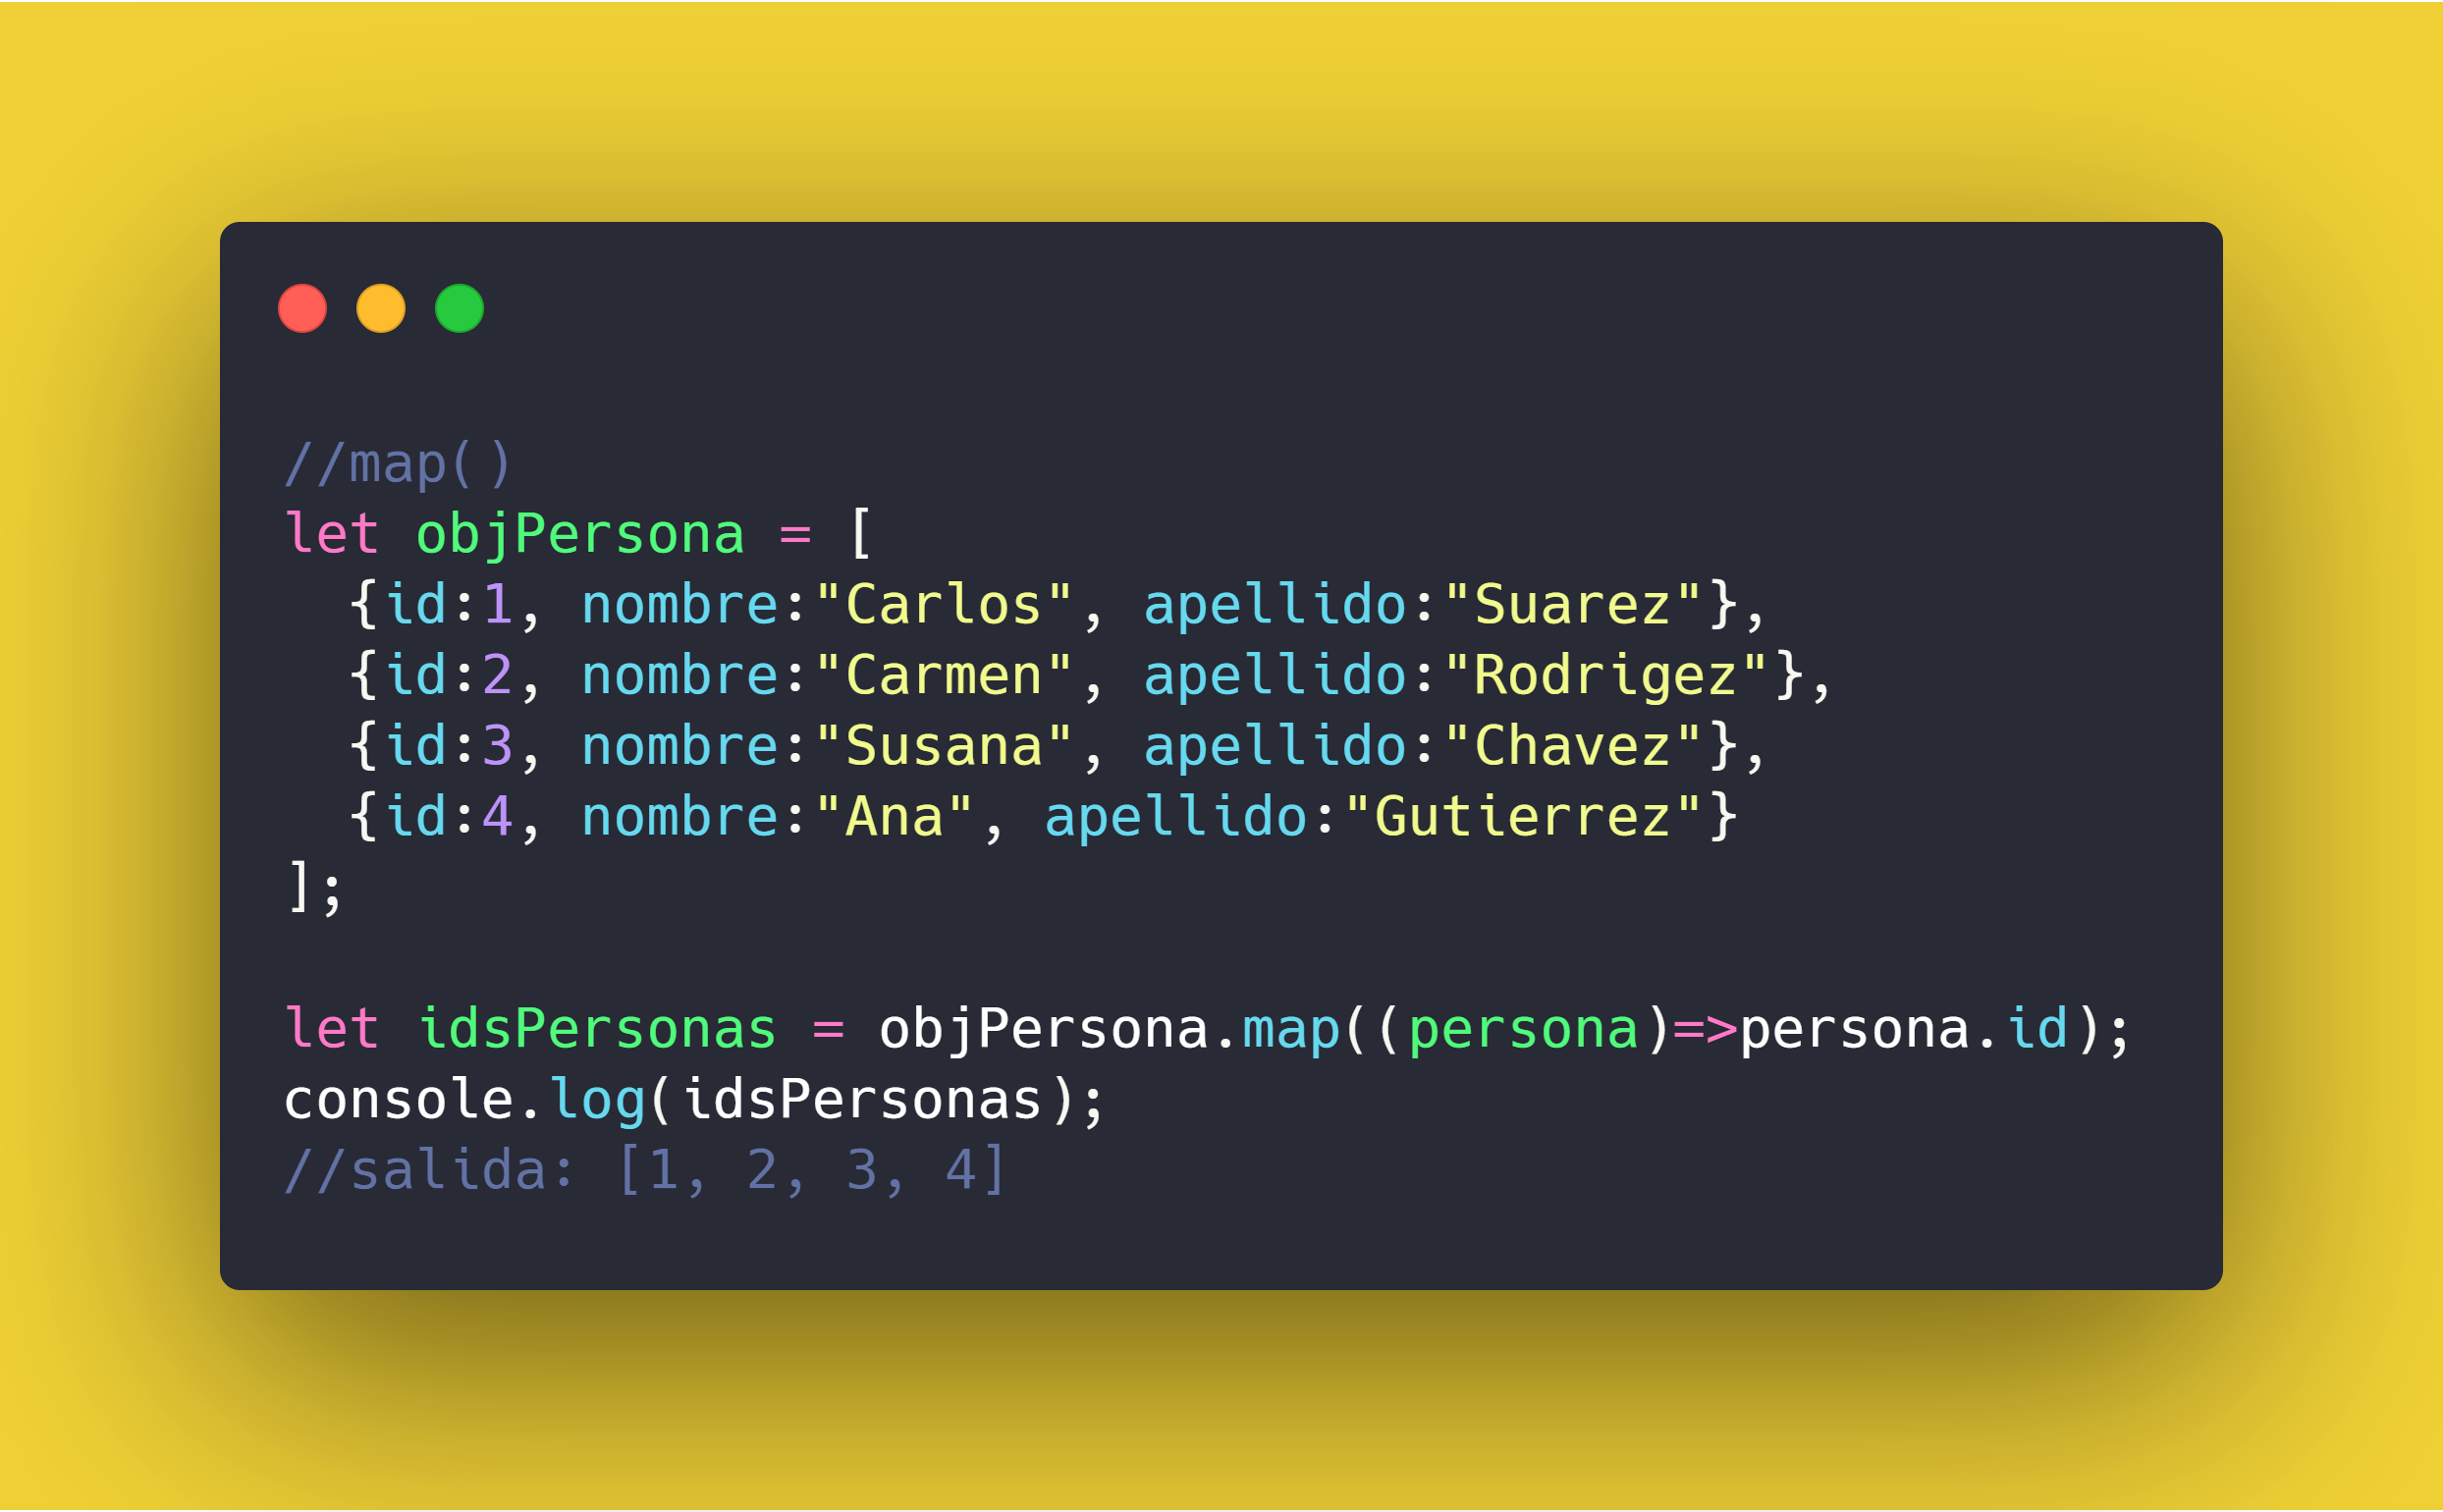 //map()
let objPersona = [
  {id:1, nombre:"Carlos", apellido:"Suarez"},
  {id:2, nombre:"Carmen", apellido:"Rodrigez"},
  {id:3, nombre:"Susana", apellido:"Chavez"},
  {id:4, nombre:"Ana", apellido:"Gutierrez"}
];

let idsPersonas = objPersona.map((persona)=>persona.id);
console.log(idsPersonas);
//salida: [1, 2, 3, 4]